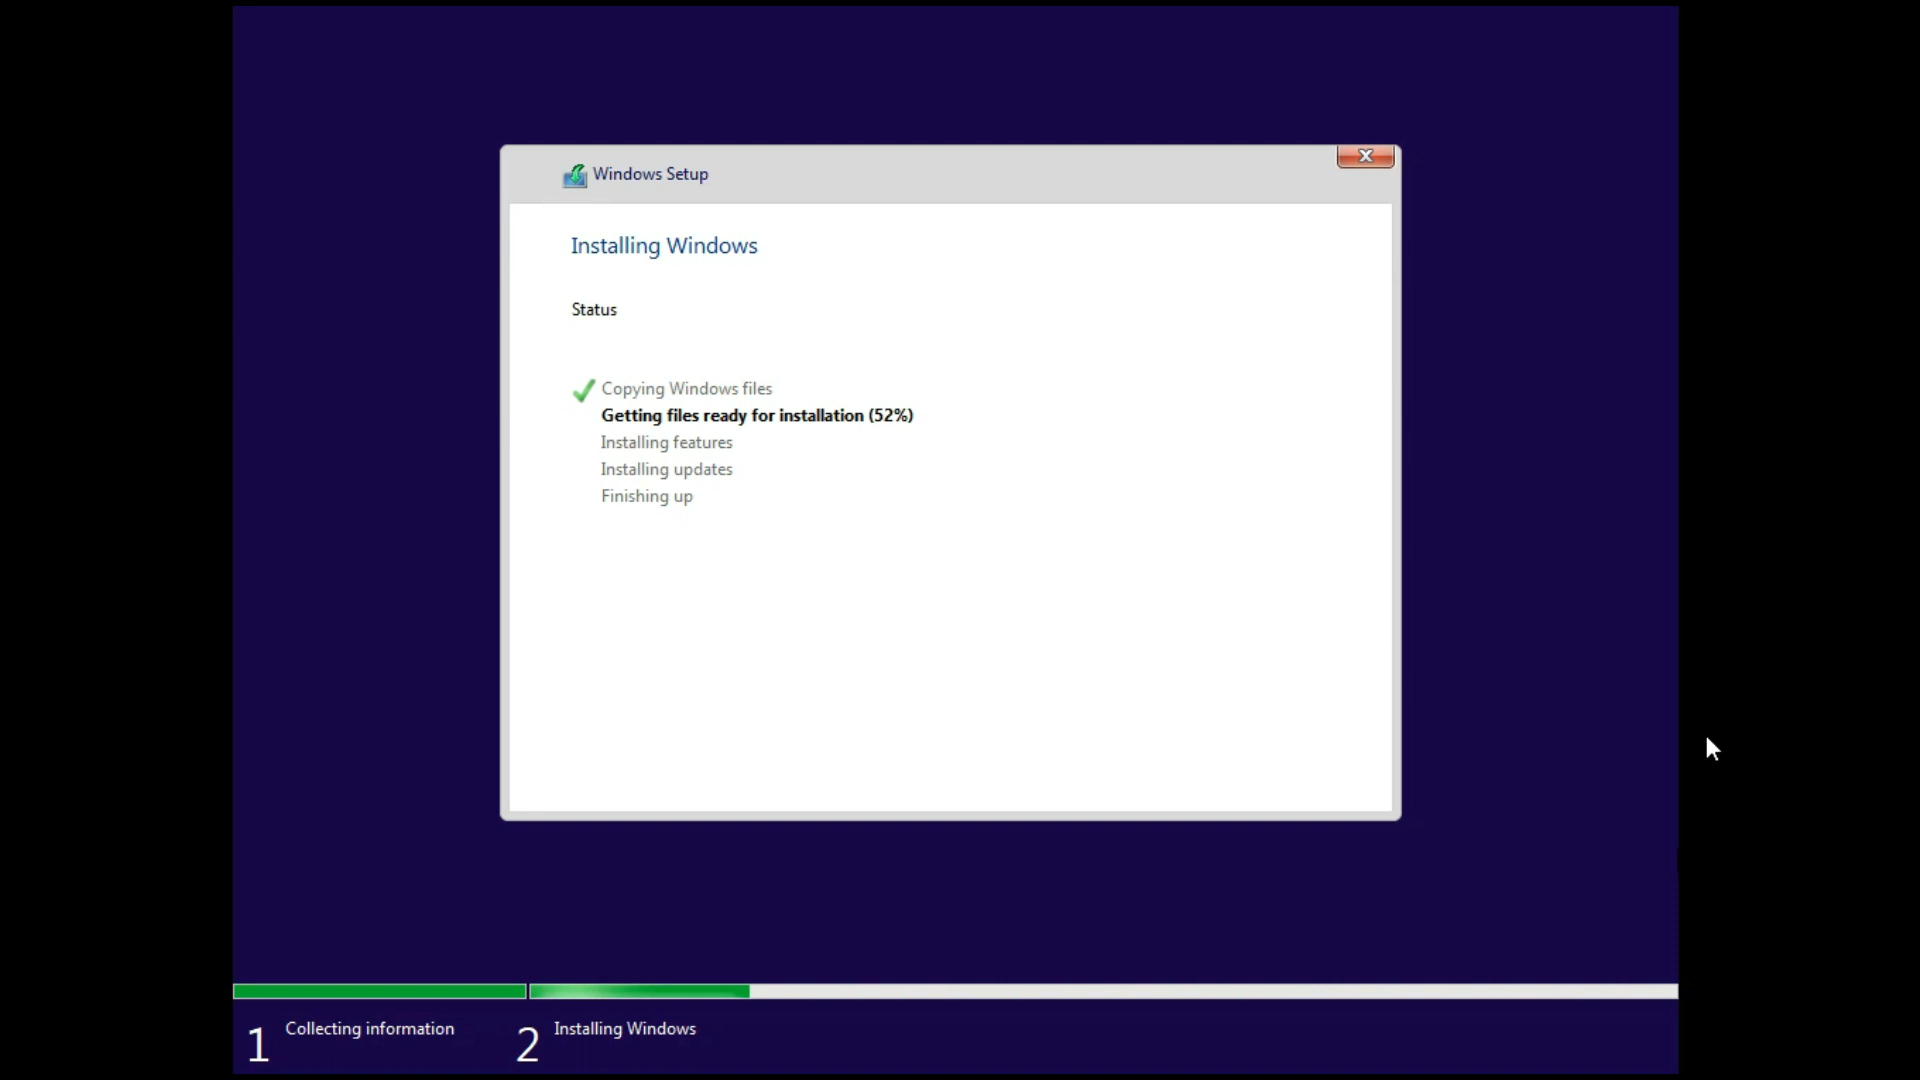 Windows Setup
Installing Windows
Status
Copying Windows files
Getting files ready for installation (52%)
Installing features
Installing updates
Finishing up
1 Collecting information 2 Installing Windows